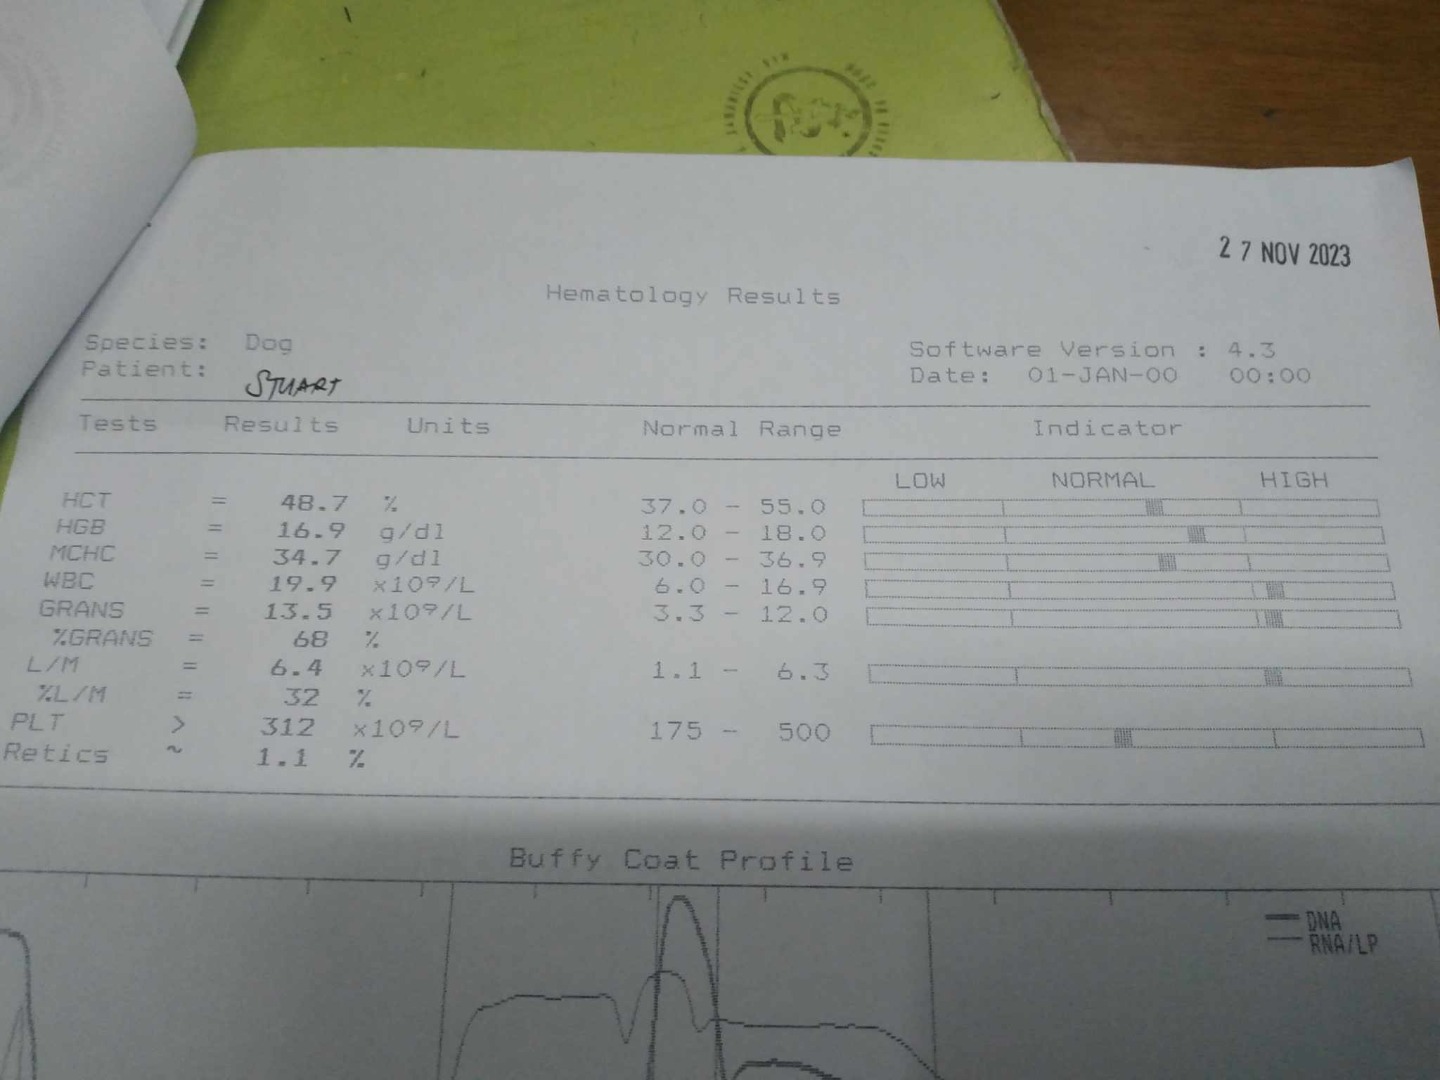 27 NOV 2023
Hematology Results
Species: Dog
Software Version : 4.3
Patient: STUART
Date: 01-JAN-00 00:00
Tests Results Units Normal Range Indicator
LOW NORMAL HIGH
HCT = 48.7 % 37.0 - 55.0
HGB = 16.9 g/dl 12.0 - 18.0
MCHC = 34.7 g/dl 30.0 - 36.9
WBC = 19.9 x109/L 6.0 - 16.9
GRANS = 13.5 x109/L 3.3 - 12.0
%GRANS = 68 %
L/M = 6.4 x109/L 1.1 - 6.3
%L/M = 32 %
PLT > 312 x109/L 175 - 500
Retics ~ 1.1 %
Buffy Coat Profile
DNA
RNA/LP